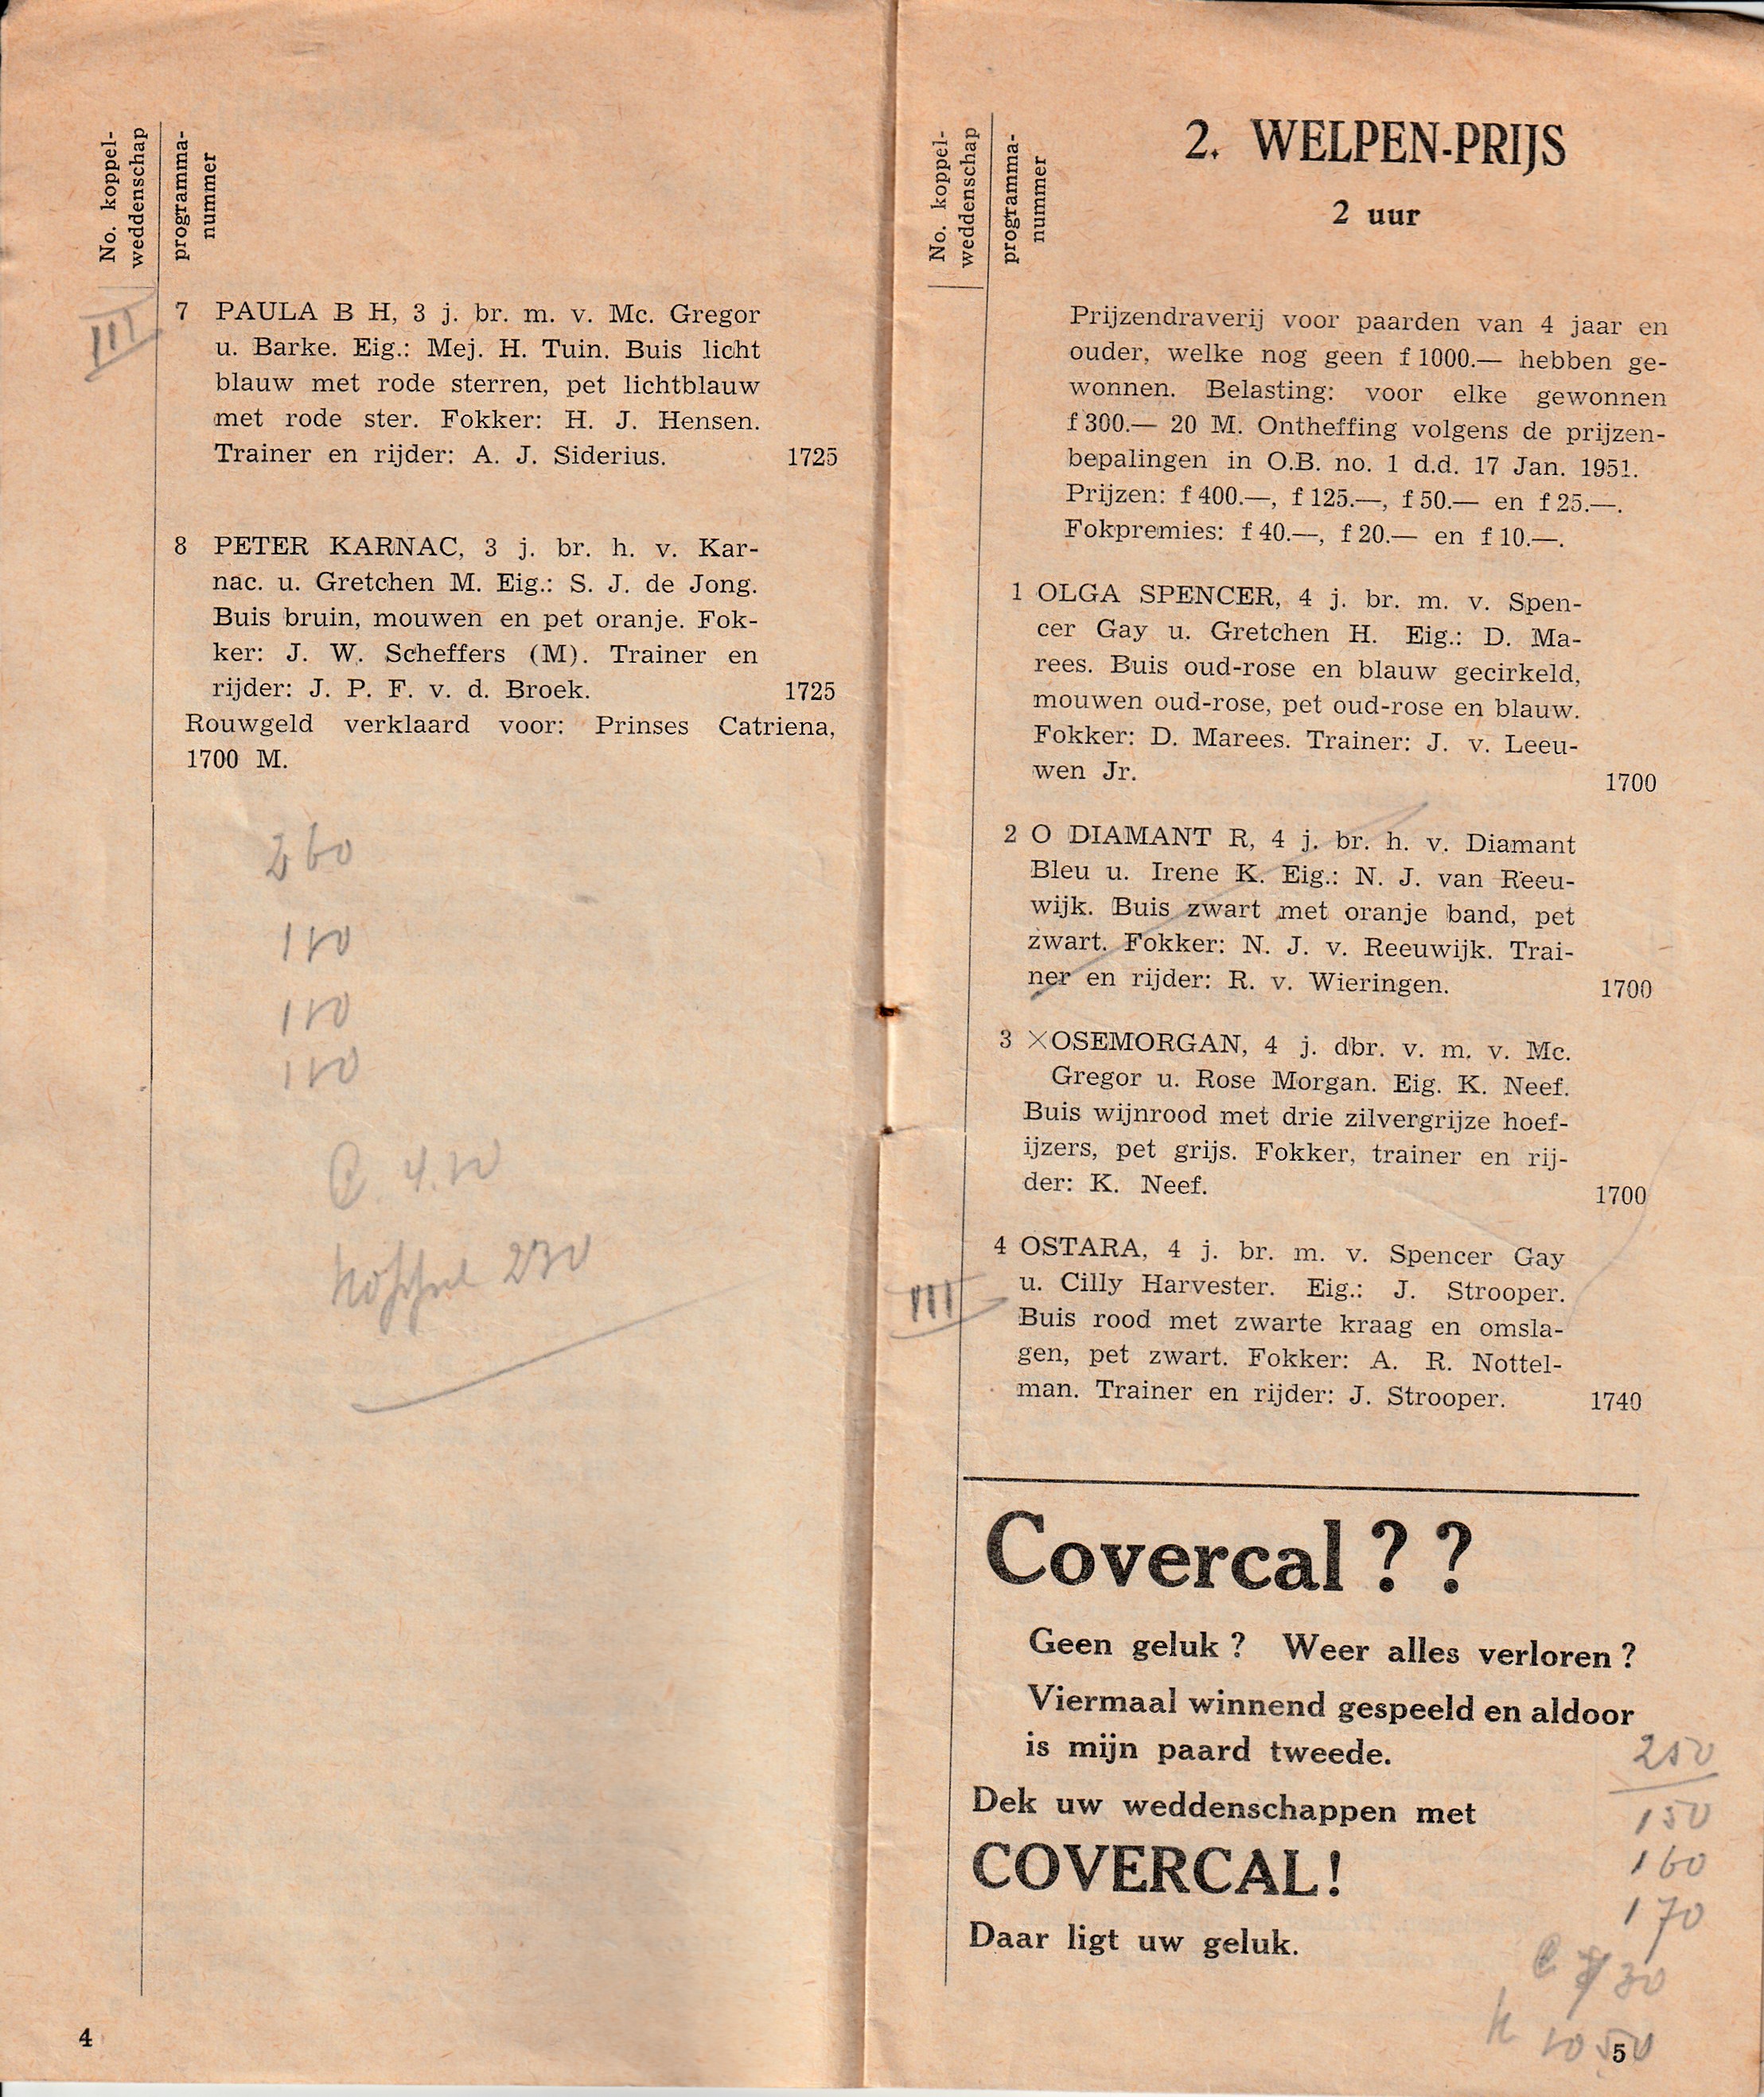 No. koppel-
weddenschap
programma-
nummer
III
7 PAULA B H, 3 j. br. m. v. Mc. Gregor
u. Barke. Eig.: Mej. H. Tuin. Buis licht
blauw met rode sterren, pet lichtblauw
met rode ster. Fokker: H. J. Hensen.
Trainer en rijder: A. J. Siderius. 1725
8 PETER KARNAC, 3 j. br. h. v. Kar-
nac. u. Gretchen M. Eig.: S. J. de Jong.
Buis bruin, mouwen en pet oranje. Fok-
ker: J. W. Scheffers (M). Trainer en
rijder: J. P. F. v. d. Broek. 1725
Rouwgeld verklaard voor: Prinses Catriena,
1700 M.
260
Koppel 230
4
No. koppel-
weddenschap
programma-
nummer
2. WELPEN-PRIJS
2 uur
Prijzendraverij voor paarden van 4 jaar en
ouder, welke nog geen f 1000.— hebben ge-
wonnen. Belasting: voor elke gewonnen
f 300.— 20 M. Ontheffing volgens de prijzen-
bepalingen in O.B. no. 1 d.d. 17 Jan. 1951.
Prijzen: f 400.—, f 125.—, f 50.— en f 25.—.
Fokpremies: f 40.—, f 20.— en f 10.—.
1 OLGA SPENCER, 4 j. br. m. v. Spen-
cer Gay u. Gretchen H. Eig.: D. Ma-
rees. Buis oud-rose en blauw gecirkeld,
mouwen oud-rose, pet oud-rose en blauw.
Fokker: D. Marees. Trainer: J. v. Leeu-
wen Jr. 1700
2 O DIAMANT R, 4 j. br. h. v. Diamant
Bleu u. Irene K. Eig.: N. J. van Reeu-
wijk. Buis zwart met oranje band, pet
zwart. Fokker: N. J. v. Reeuwijk. Trai-
ner en rijder: R. v. Wieringen. 1700
3 ×OSEMORGAN, 4 j. dbr. v. m. v. Mc.
Gregor u. Rose Morgan. Eig. K. Neef.
Buis wijnrood met drie zilvergrijze hoef-
ijzers, pet grijs. Fokker, trainer en rij-
der: K. Neef. 1700
III
4 OSTARA, 4 j. br. m. v. Spencer Gay
u. Cilly Harvester. Eig.: J. Strooper.
Buis rood met zwarte kraag en omsla-
gen, pet zwart. Fokker: A. R. Nottel-
man. Trainer en rijder: J. Strooper. 1740
Covercal ? ?
Geen geluk ? Weer alles verloren ?
Viermaal winnend gespeeld en aldoor
is mijn paard tweede.
Dek uw weddenschappen met
COVERCAL!
Daar ligt uw geluk.
250
150
160
170
5